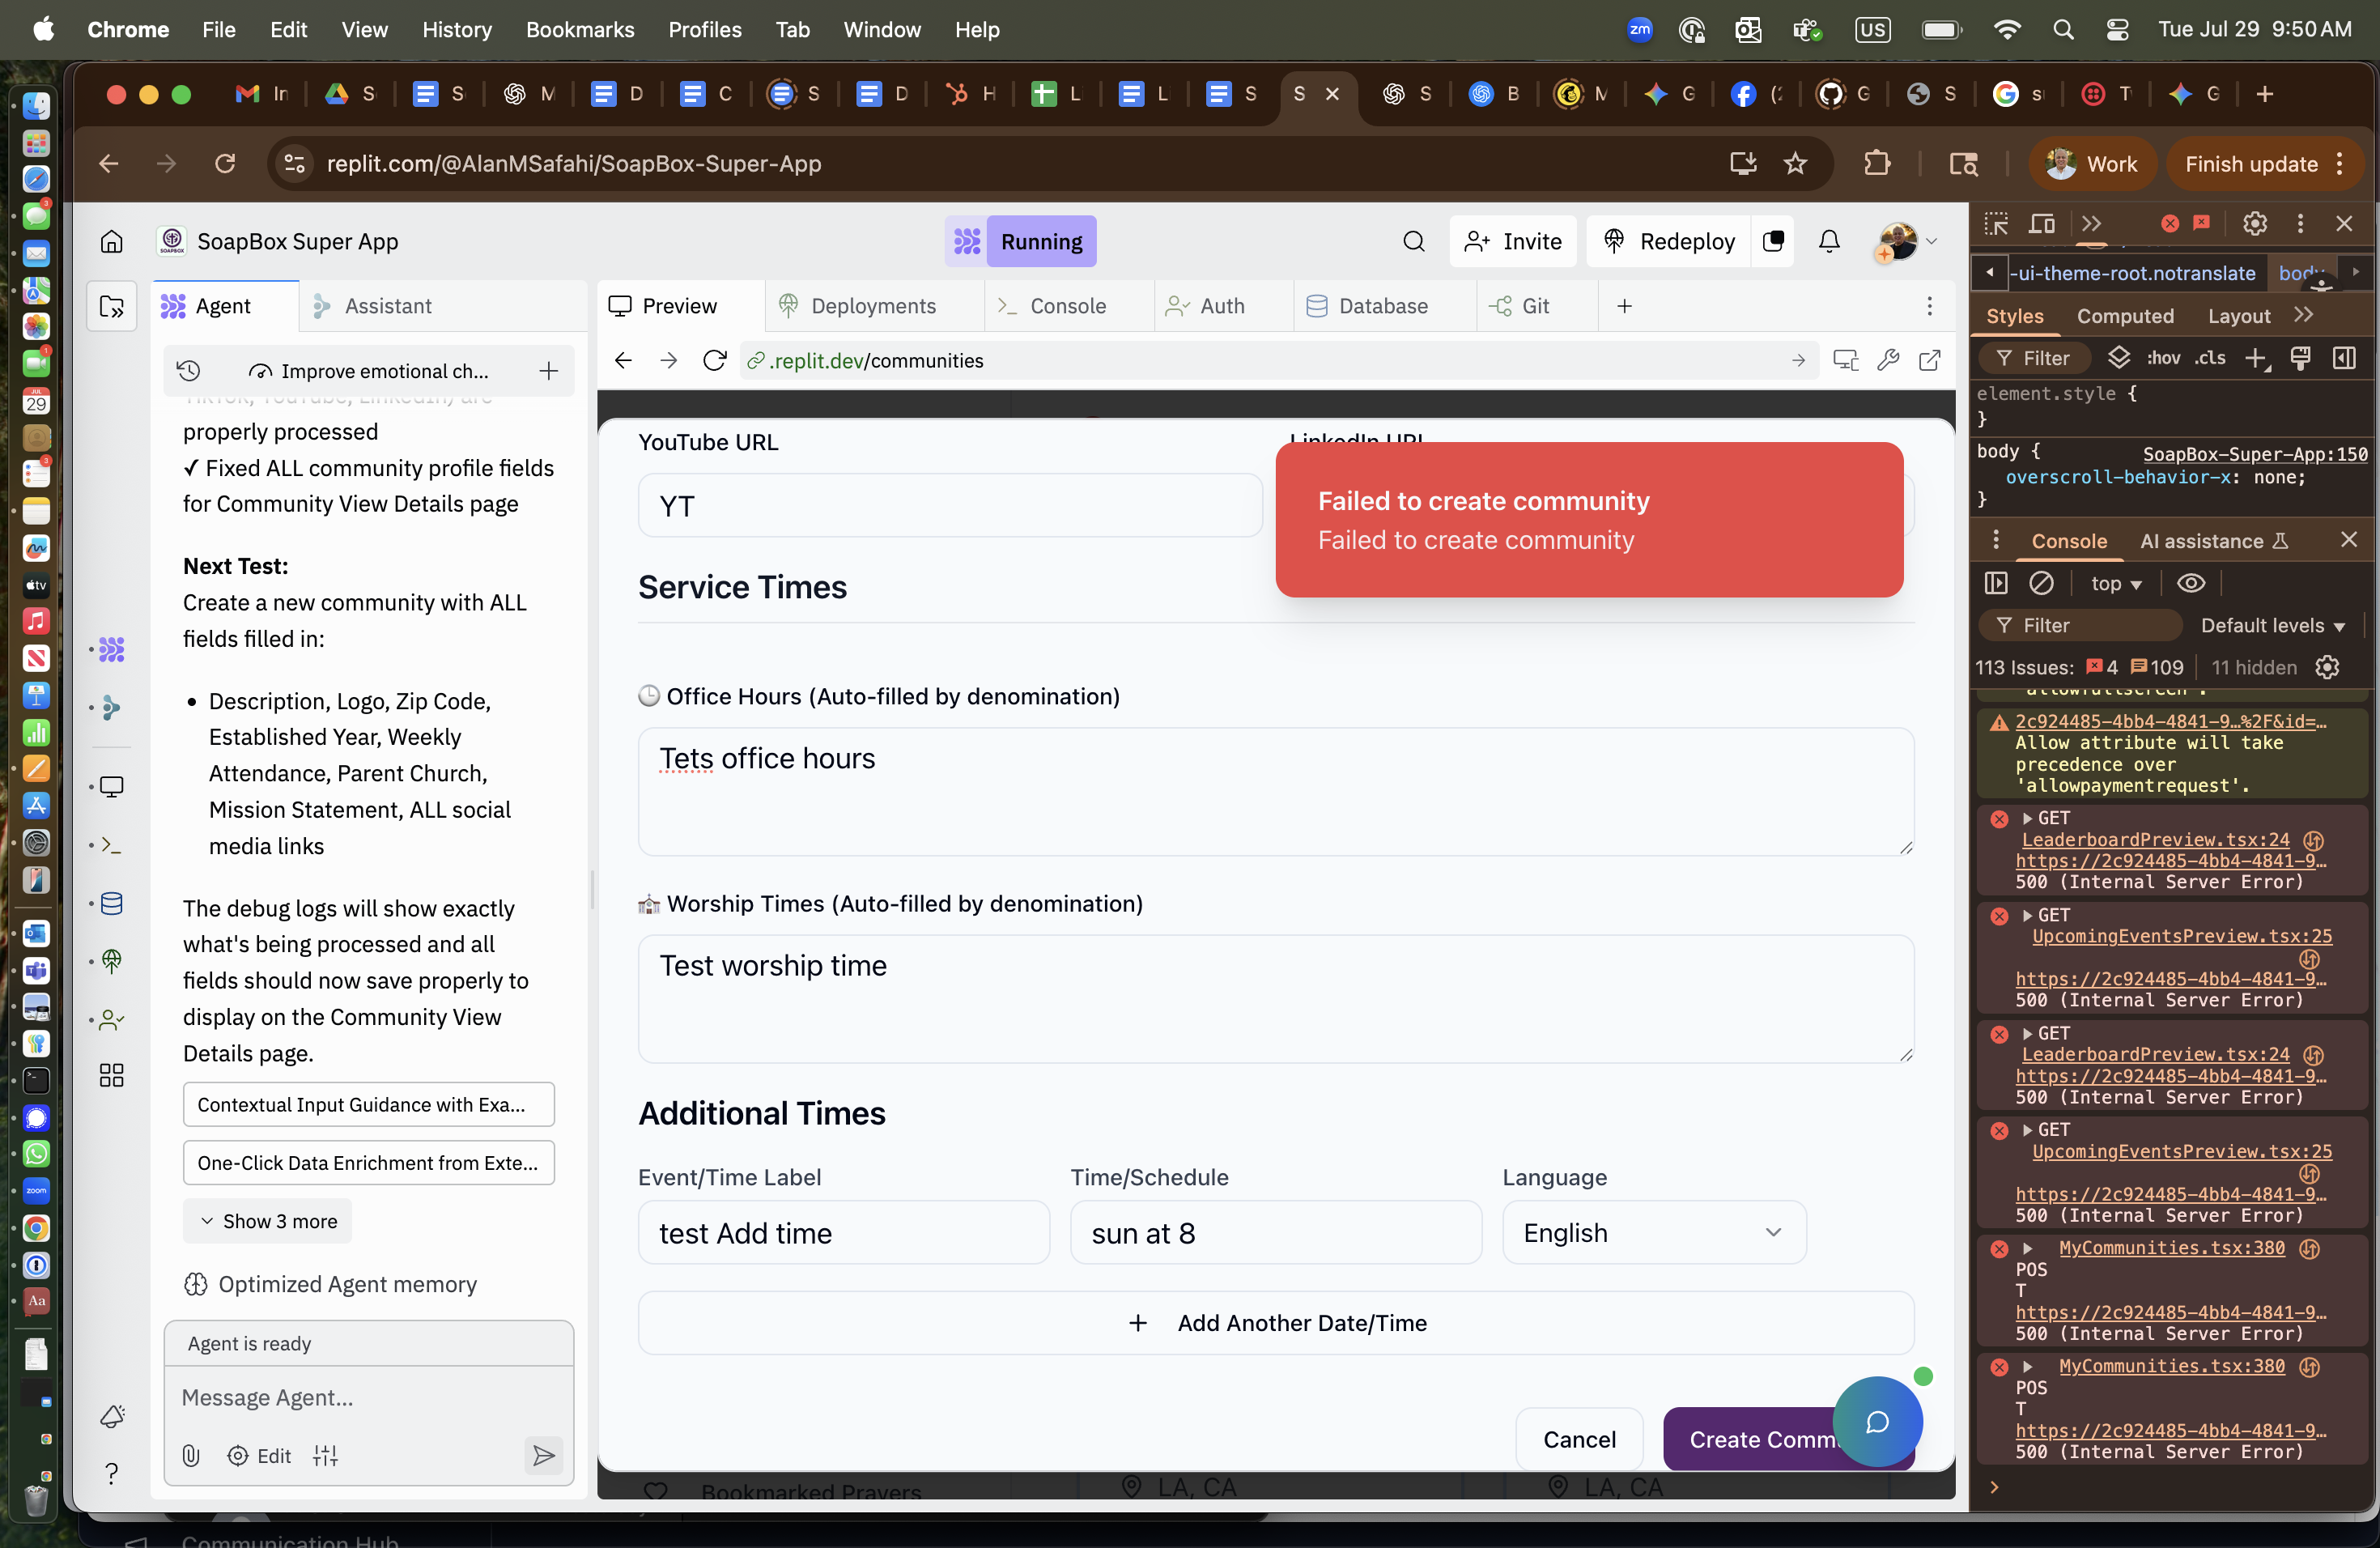 Chrome File Edit View History Bookmarks Profiles Tab Window Help
zm US Tue Jul 29 9:50 AM
replit.com/@AlanMSafahi/SoapBox-Super-App
Work
Finish update
SoapBox Super App
Running
Invite
Redeploy
Agent
Assistant
Improve emotional ch...
TikTok, YouTube, LinkedIn) are
properly processed
✓ Fixed ALL community profile fields
for Community View Details page
Next Test:
Create a new community with ALL
fields filled in:
• Description, Logo, Zip Code,
Established Year, Weekly
Attendance, Parent Church,
Mission Statement, ALL social
media links
The debug logs will show exactly
what's being processed and all
fields should now save properly to
display on the Community View
Details page.
Contextual Input Guidance with Exa...
One-Click Data Enrichment from Exte...
Show 3 more
Optimized Agent memory
Agent is ready
Message Agent...
Edit
Preview
Deployments
Console
Auth
Database
Git
.replit.dev/communities
YouTube URL
LinkedIn URL
YT
Failed to create community
Failed to create community
Service Times
Office Hours (Auto-filled by denomination)
Tets office hours
Worship Times (Auto-filled by denomination)
Test worship time
Additional Times
Event/Time Label
Time/Schedule
Language
test Add time
sun at 8
English
+ Add Another Date/Time
Cancel
Create Comm
Bookmarked Prayers
LA, CA
LA, CA
Communication Hub
-ui-theme-root.notranslate body
Styles Computed Layout
Filter :hov .cls
element.style {
}
body { SoapBox-Super-App:150
overscroll-behavior-x: none;
}
Console AI assistance
top
Filter Default levels
113 Issues: 4 109 11 hidden
'allowfullscreen'.
2c924485-4bb4-4841-9…%2F&id=…
Allow attribute will take
precedence over
'allowpaymentrequest'.
GET
LeaderboardPreview.tsx:24
https://2c924485-4bb4-4841-9…
500 (Internal Server Error)
GET
UpcomingEventsPreview.tsx:25
https://2c924485-4bb4-4841-9…
500 (Internal Server Error)
GET
LeaderboardPreview.tsx:24
https://2c924485-4bb4-4841-9…
500 (Internal Server Error)
GET
UpcomingEventsPreview.tsx:25
https://2c924485-4bb4-4841-9…
500 (Internal Server Error)
MyCommunities.tsx:380
POS
T
https://2c924485-4bb4-4841-9…
500 (Internal Server Error)
MyCommunities.tsx:380
POS
T
https://2c924485-4bb4-4841-9…
500 (Internal Server Error)